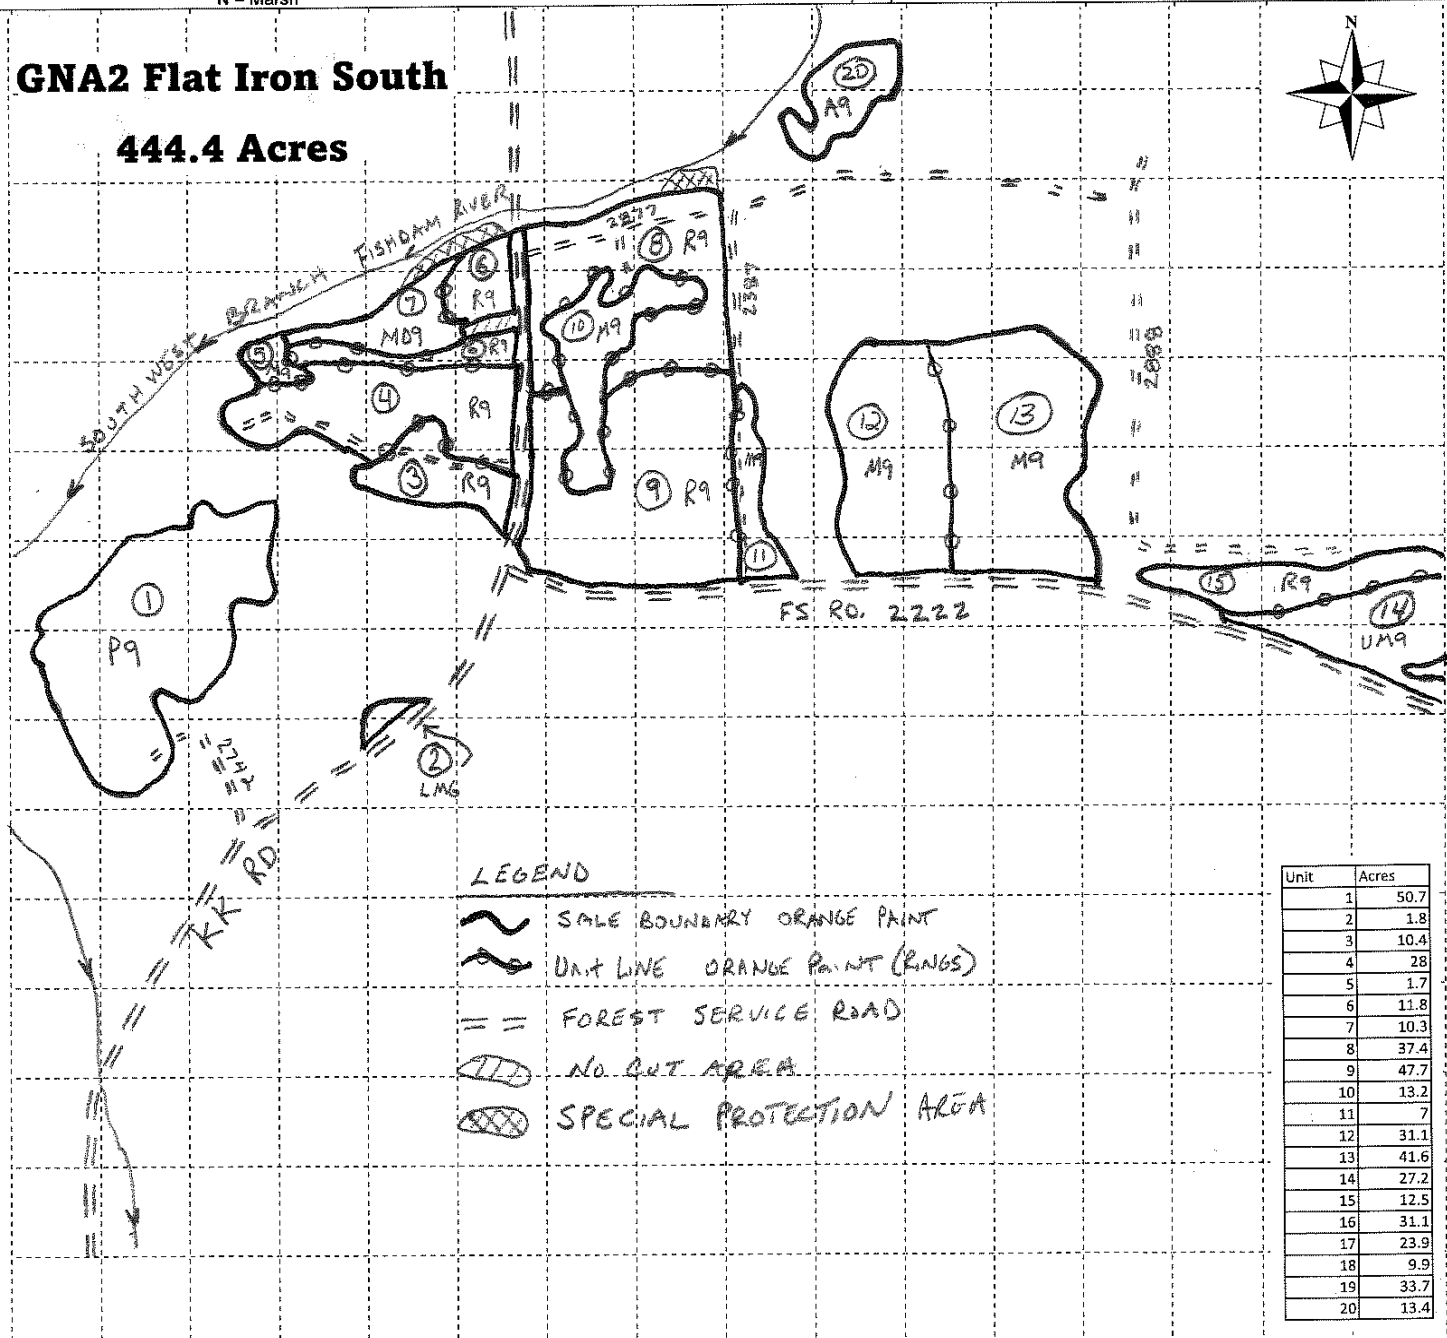 N – Marsh
GNA2 Flat Iron South
444.4 Acres
N
20
A9
SOUTH WEST BRANCH FISHDAM RIVER
2877
8 R9
6
R9
7
MD9
6 R9
5
M9
10 M9
2387
4
R9
3 R9
9 R9
M9
11
12
M9
13
M9
2888
15 R9
14
UM9
FS RD. 2222
1
P9
2742
2
LM6
KK RD
LEGEND
SALE BOUNDARY ORANGE PAINT
Unit LINE ORANGE PAINT (RINGS)
FOREST SERVICE ROAD
NO CUT AREA
SPECIAL PROTECTION AREA
Unit Acres
1 50.7
2 1.8
3 10.4
4 28
5 1.7
6 11.8
7 10.3
8 37.4
9 47.7
10 13.2
11 7
12 31.1
13 41.6
14 27.2
15 12.5
16 31.1
17 23.9
18 9.9
19 33.7
20 13.4